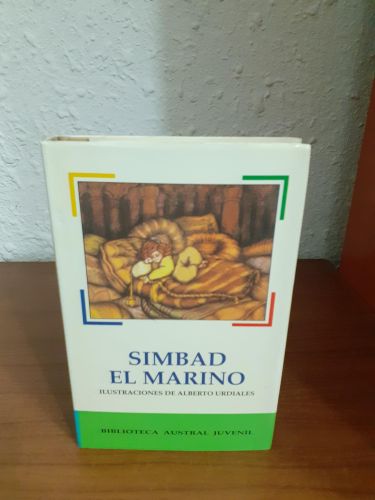 SIMBAD
EL MARINO
ILUSTRACIONES DE ALBERTO URDIALES
BIBLIOTECA AUSTRAL JUVENIL